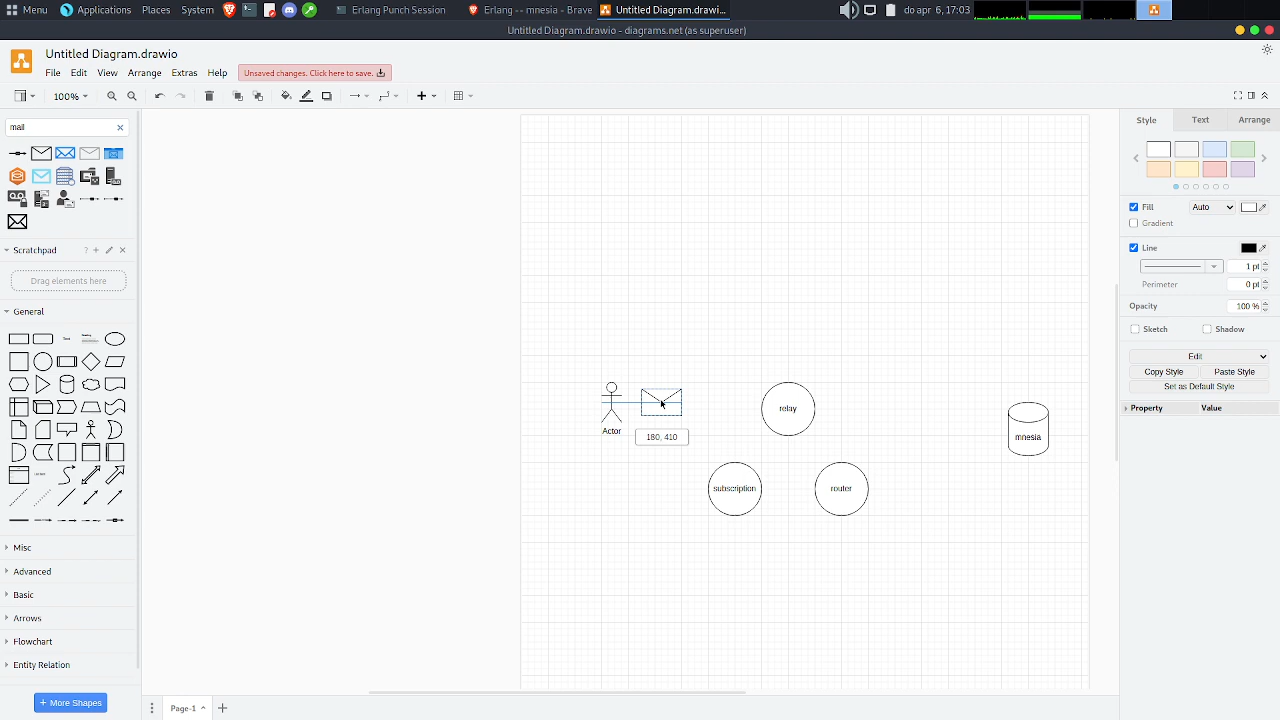 Menu Applications Places System Erlang Punch Session Erlang -- mnesia - Brave Untitled Diagram.drawi... do apr 6, 17:03
Untitled Diagram.drawio - diagrams.net (as superuser)
Untitled Diagram.drawio
File Edit View Arrange Extras Help Unsaved changes. Click here to save.
100%
mail
Style Text Arrange
Fill Auto
Gradient
Scratchpad ?
Line
Drag elements here
1 pt
Perimeter 0 pt
Opacity 100 %
General
Sketch Shadow
Text
Edit
Copy Style Paste Style
Set as Default Style
Property Value
relay
Actor
180, 410
mnesia
subscription router
Misc
Advanced
Basic
Arrows
Flowchart
Entity Relation
+ More Shapes
Page-1